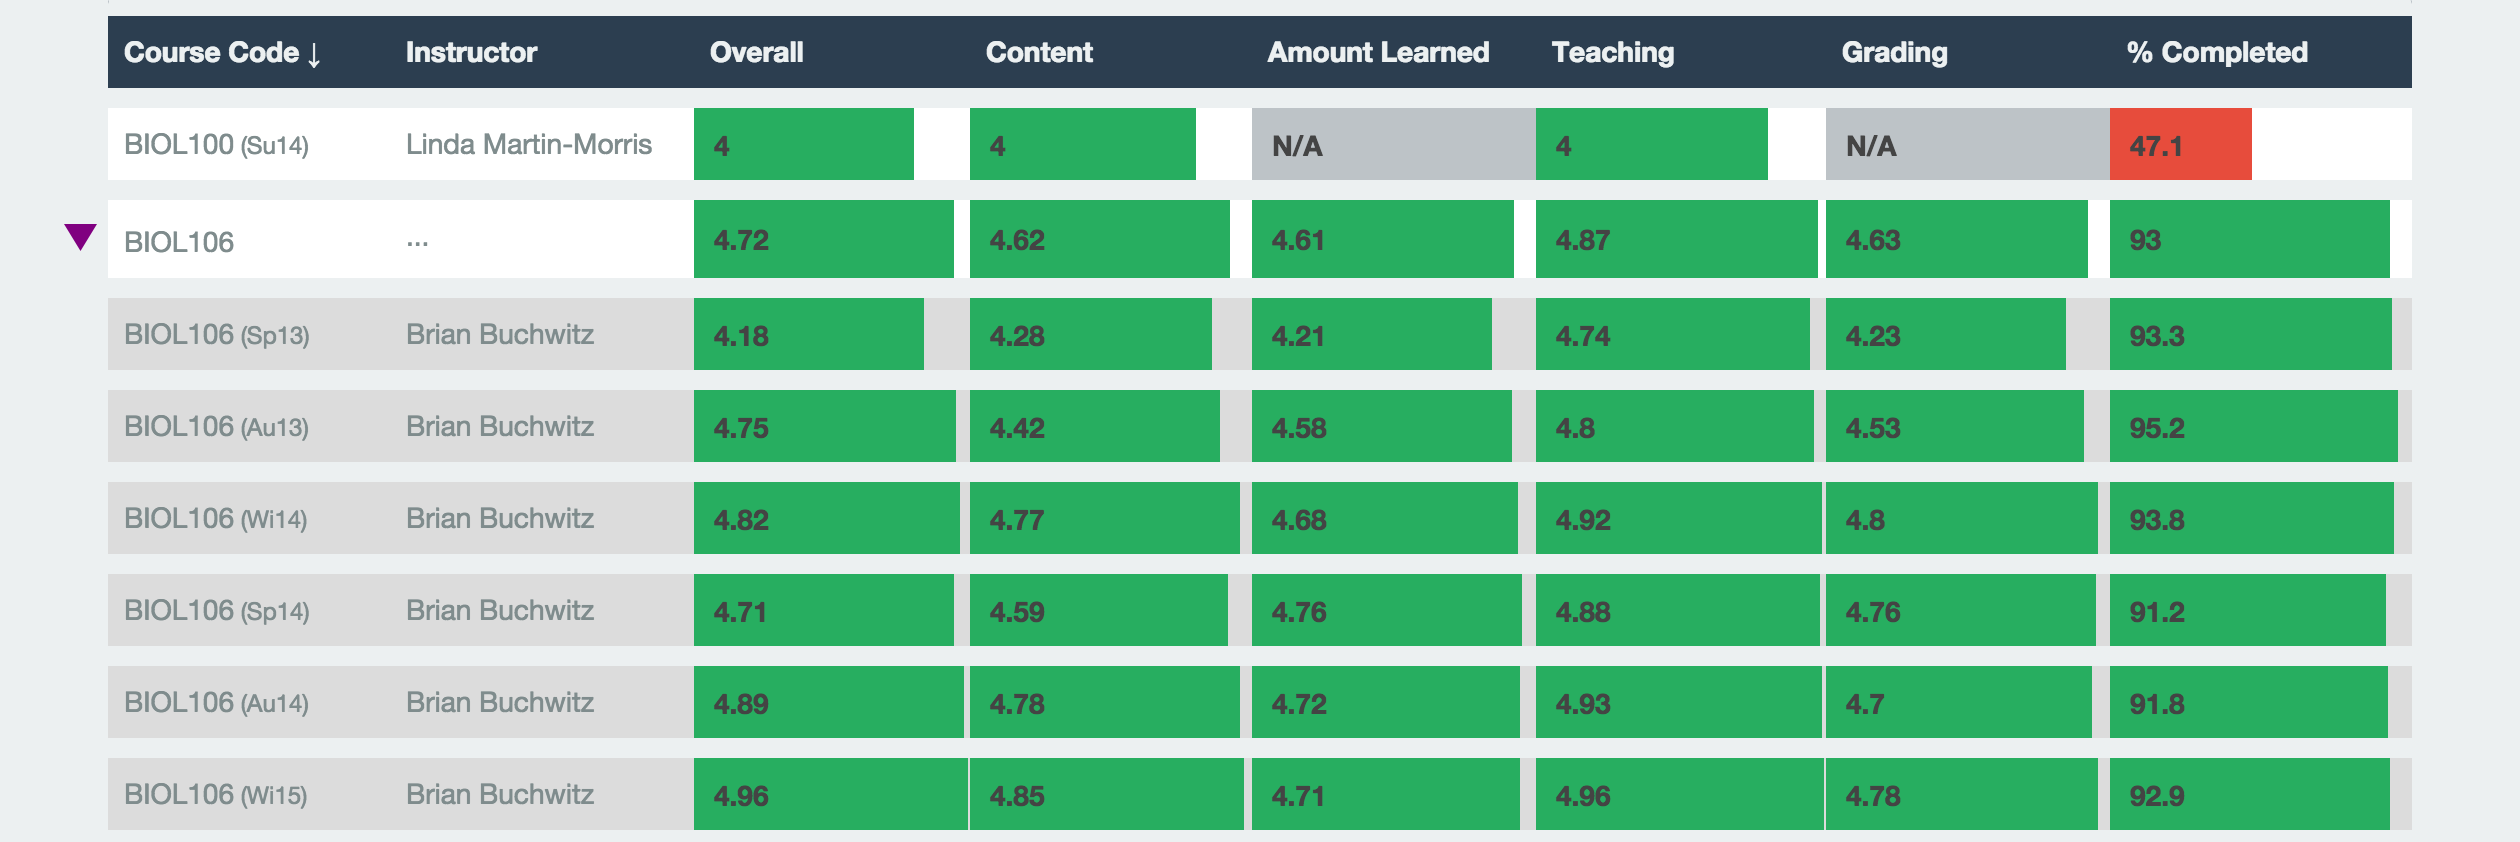 Course Code ↓ Instructor Overall Content Amount Learned Teaching Grading % Completed
BIOL100 (Su14) Linda Martin-Morris 4 4 N/A 4 N/A 47.1
BIOL106 ... 4.72 4.62 4.61 4.87 4.63 93
BIOL106 (Sp13) Brian Buchwitz 4.18 4.28 4.21 4.74 4.23 93.3
BIOL106 (Au13) Brian Buchwitz 4.75 4.42 4.58 4.8 4.53 95.2
BIOL106 (Wi14) Brian Buchwitz 4.82 4.77 4.68 4.92 4.8 93.8
BIOL106 (Sp14) Brian Buchwitz 4.71 4.59 4.76 4.88 4.76 91.2
BIOL106 (Au14) Brian Buchwitz 4.89 4.78 4.72 4.93 4.7 91.8
BIOL106 (Wi15) Brian Buchwitz 4.96 4.85 4.71 4.96 4.78 92.9